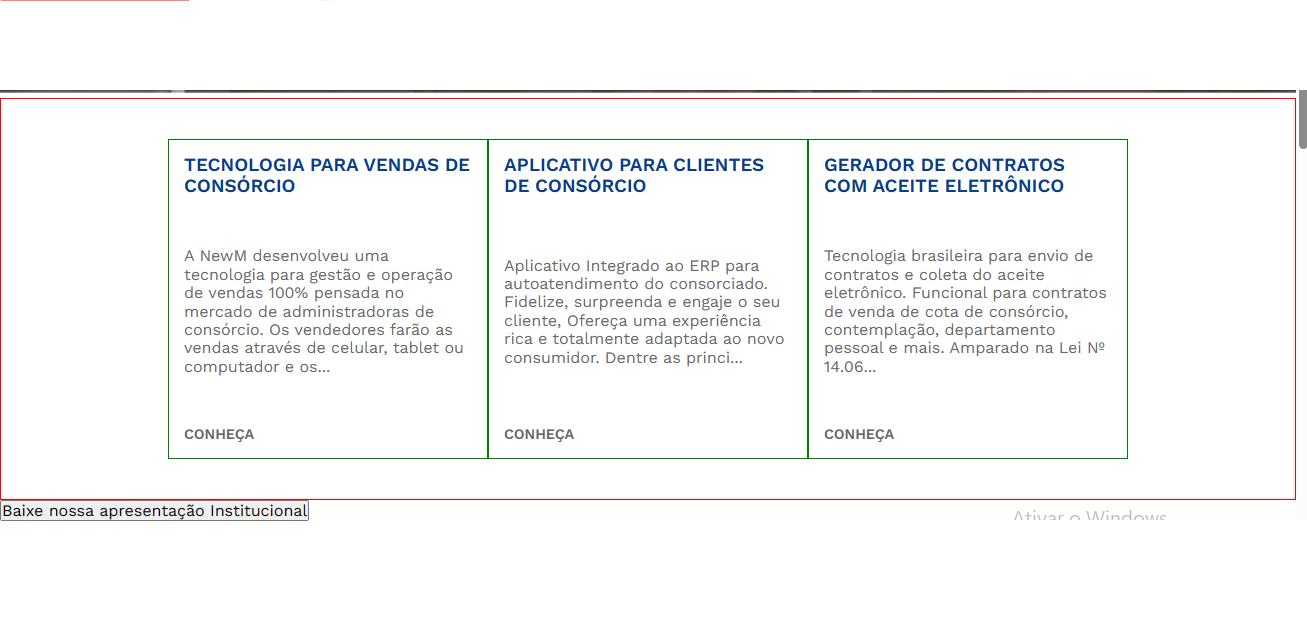 TECNOLOGIA PARA VENDAS DE
CONSÓRCIO
A NewM desenvolveu uma
tecnologia para gestão e operação
de vendas 100% pensada no
mercado de administradoras de
consórcio. Os vendedores farão as
vendas através de celular, tablet ou
computador e os...
CONHEÇA
APLICATIVO PARA CLIENTES
DE CONSÓRCIO
Aplicativo Integrado ao ERP para
autoatendimento do consorciado.
Fidelize, surpreenda e engaje o seu
cliente, Ofereça uma experiência
rica e totalmente adaptada ao novo
consumidor. Dentre as princi...
CONHEÇA
GERADOR DE CONTRATOS
COM ACEITE ELETRÔNICO
Tecnologia brasileira para envio de
contratos e coleta do aceite
eletrônico. Funcional para contratos
de venda de cota de consórcio,
contemplação, departamento
pessoal e mais. Amparado na Lei Nº
14.06...
CONHEÇA
Baixe nossa apresentação Institucional
Ativar o Windows